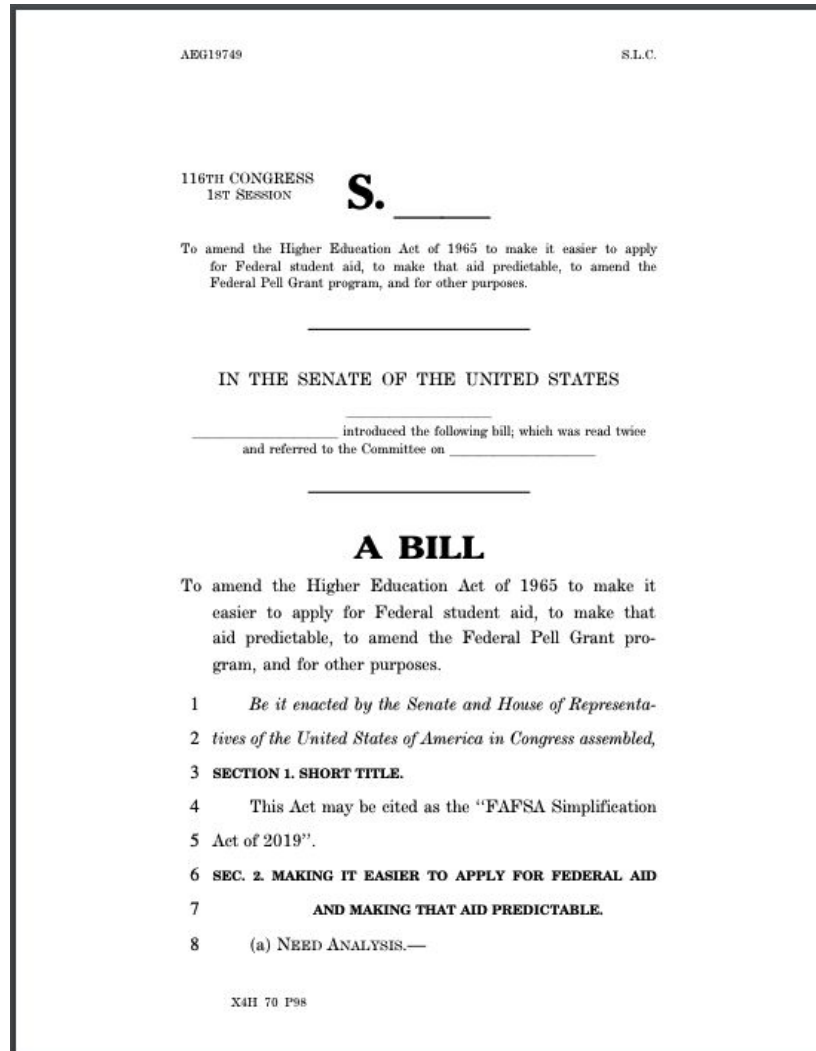 AEG19749 S.L.C.
116TH CONGRESS
1ST SESSION
S.
To amend the Higher Education Act of 1965 to make it easier to apply
for Federal student aid, to make that aid predictable, to amend the
Federal Pell Grant program, and for other purposes.
IN THE SENATE OF THE UNITED STATES
introduced the following bill; which was read twice
and referred to the Committee on
A BILL
To amend the Higher Education Act of 1965 to make it
easier to apply for Federal student aid, to make that
aid predictable, to amend the Federal Pell Grant pro-
gram, and for other purposes.
1 Be it enacted by the Senate and House of Representa-
2 tives of the United States of America in Congress assembled,
3 SECTION 1. SHORT TITLE.
4 This Act may be cited as the ‘‘FAFSA Simplification
5 Act of 2019’’.
6 SEC. 2. MAKING IT EASIER TO APPLY FOR FEDERAL AID
7 AND MAKING THAT AID PREDICTABLE.
8 (a) NEED ANALYSIS.—
X4H 70 P98